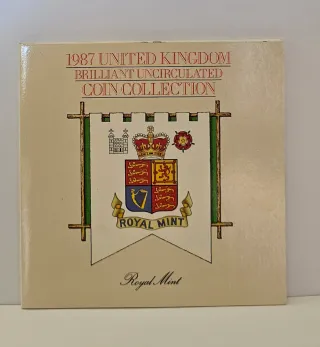 1987 UNITED KINGDOM
BRILLIANT UNCIRCULATED
COIN COLLECTION
ROYAL MINT
Royal Mint